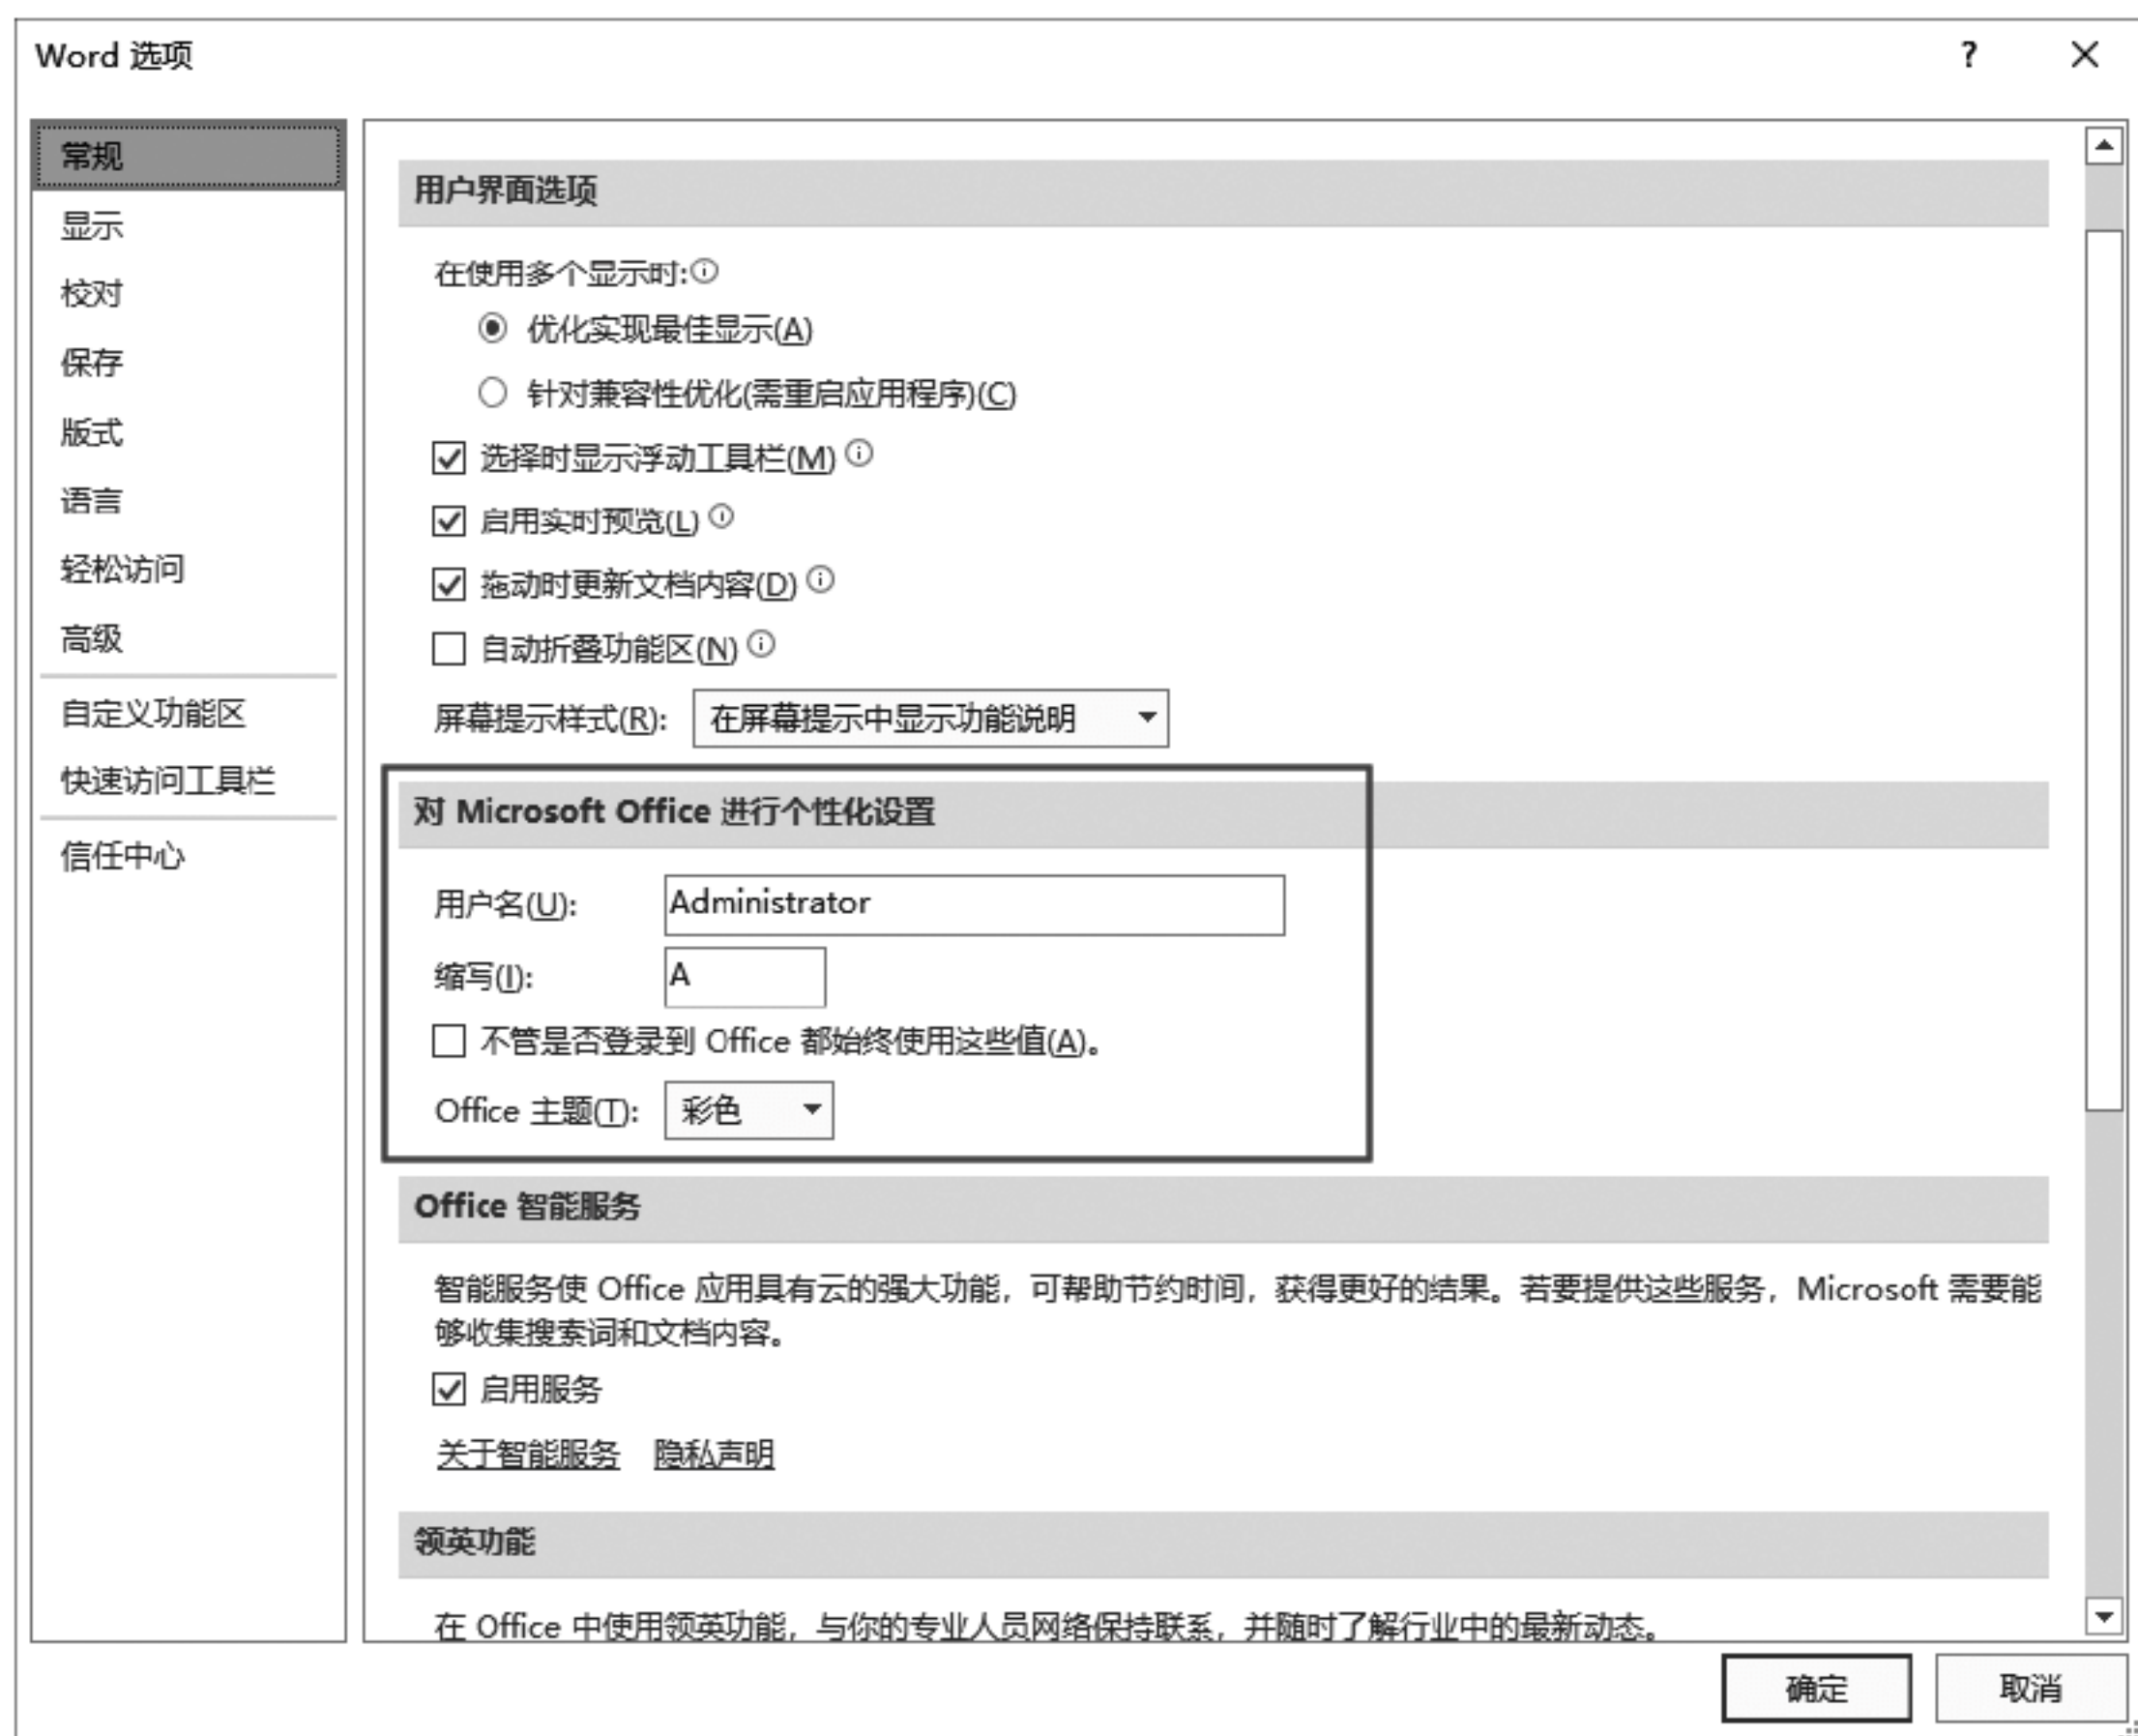 Word 选项
?
常规
显示
校对
保存
版式
语言
轻松访问
高级
自定义功能区
快速访问工具栏
信任中心
用户界面选项
在使用多个显示时:
优化实现最佳显示(A)
针对兼容性优化(需重启应用程序)(C)
选择时显示浮动工具栏(M)
启用实时预览(L)
拖动时更新文档内容(D)
自动折叠功能区(N)
屏幕提示样式(R): 在屏幕提示中显示功能说明
对 Microsoft Office 进行个性化设置
用户名(U): Administrator
缩写(I): A
不管是否登录到 Office 都始终使用这些值(A)。
Office 主题(T): 彩色
Office 智能服务
智能服务使 Office 应用具有云的强大功能，可帮助节约时间，获得更好的结果。若要提供这些服务，Microsoft 需要能
够收集搜索词和文档内容。
启用服务
关于智能服务 隐私声明
领英功能
在 Office 中使用领英功能，与你的专业人员网络保持联系，并随时了解行业中的最新动态。
确定 取消